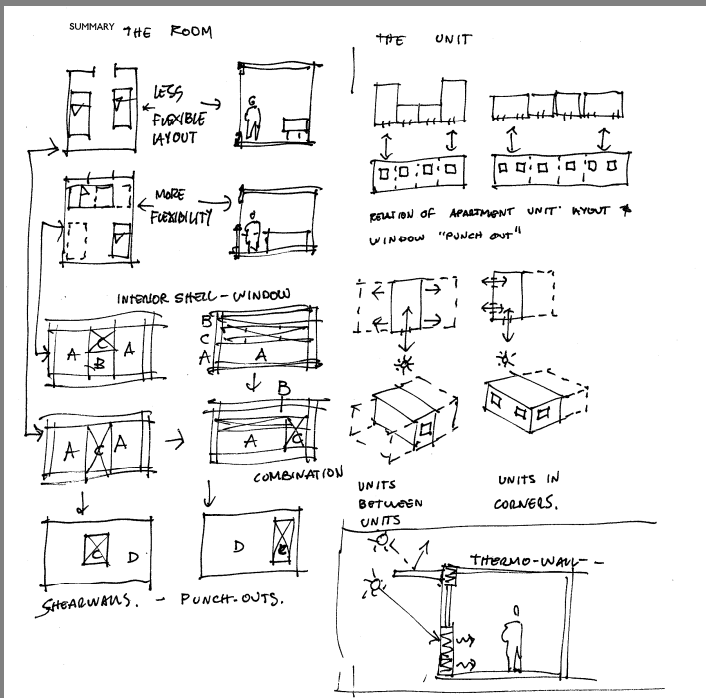 SUMMARY THE ROOM
LESS
FLEXIBLE
LAYOUT
MORE
FLEXIBILITY
INTERIOR SHELL - WINDOW
A C B A
B
C
A A
A C A
B
A C
COMBINATION
C D
D
SHEARWALLS. - PUNCH-OUTS.
THE UNIT
RELATION OF APARTMENT UNIT LAYOUT &
WINDOW "PUNCH OUT"
UNITS
BETWEEN
UNITS
UNITS IN
CORNERS.
THERMO-WALL